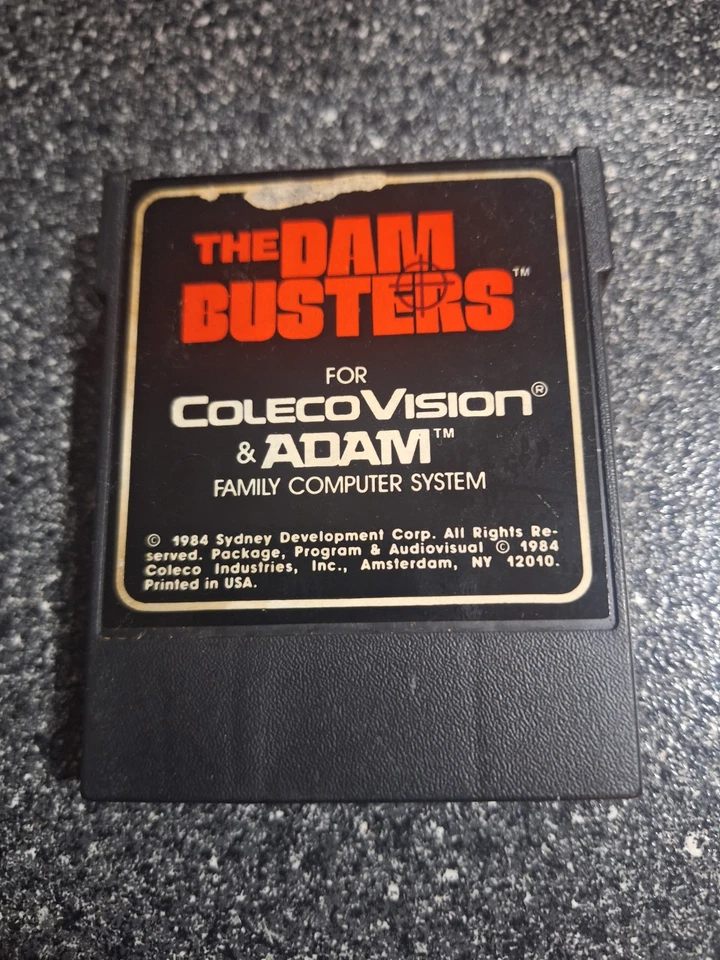 THE DAM
BUSTERS™
FOR
COLECOVISION®
& ADAM™
FAMILY COMPUTER SYSTEM
© 1984 Sydney Development Corp. All Rights Re-
served. Package, Program & Audiovisual © 1984
Coleco Industries, Inc., Amsterdam, NY 12010.
Printed in USA.